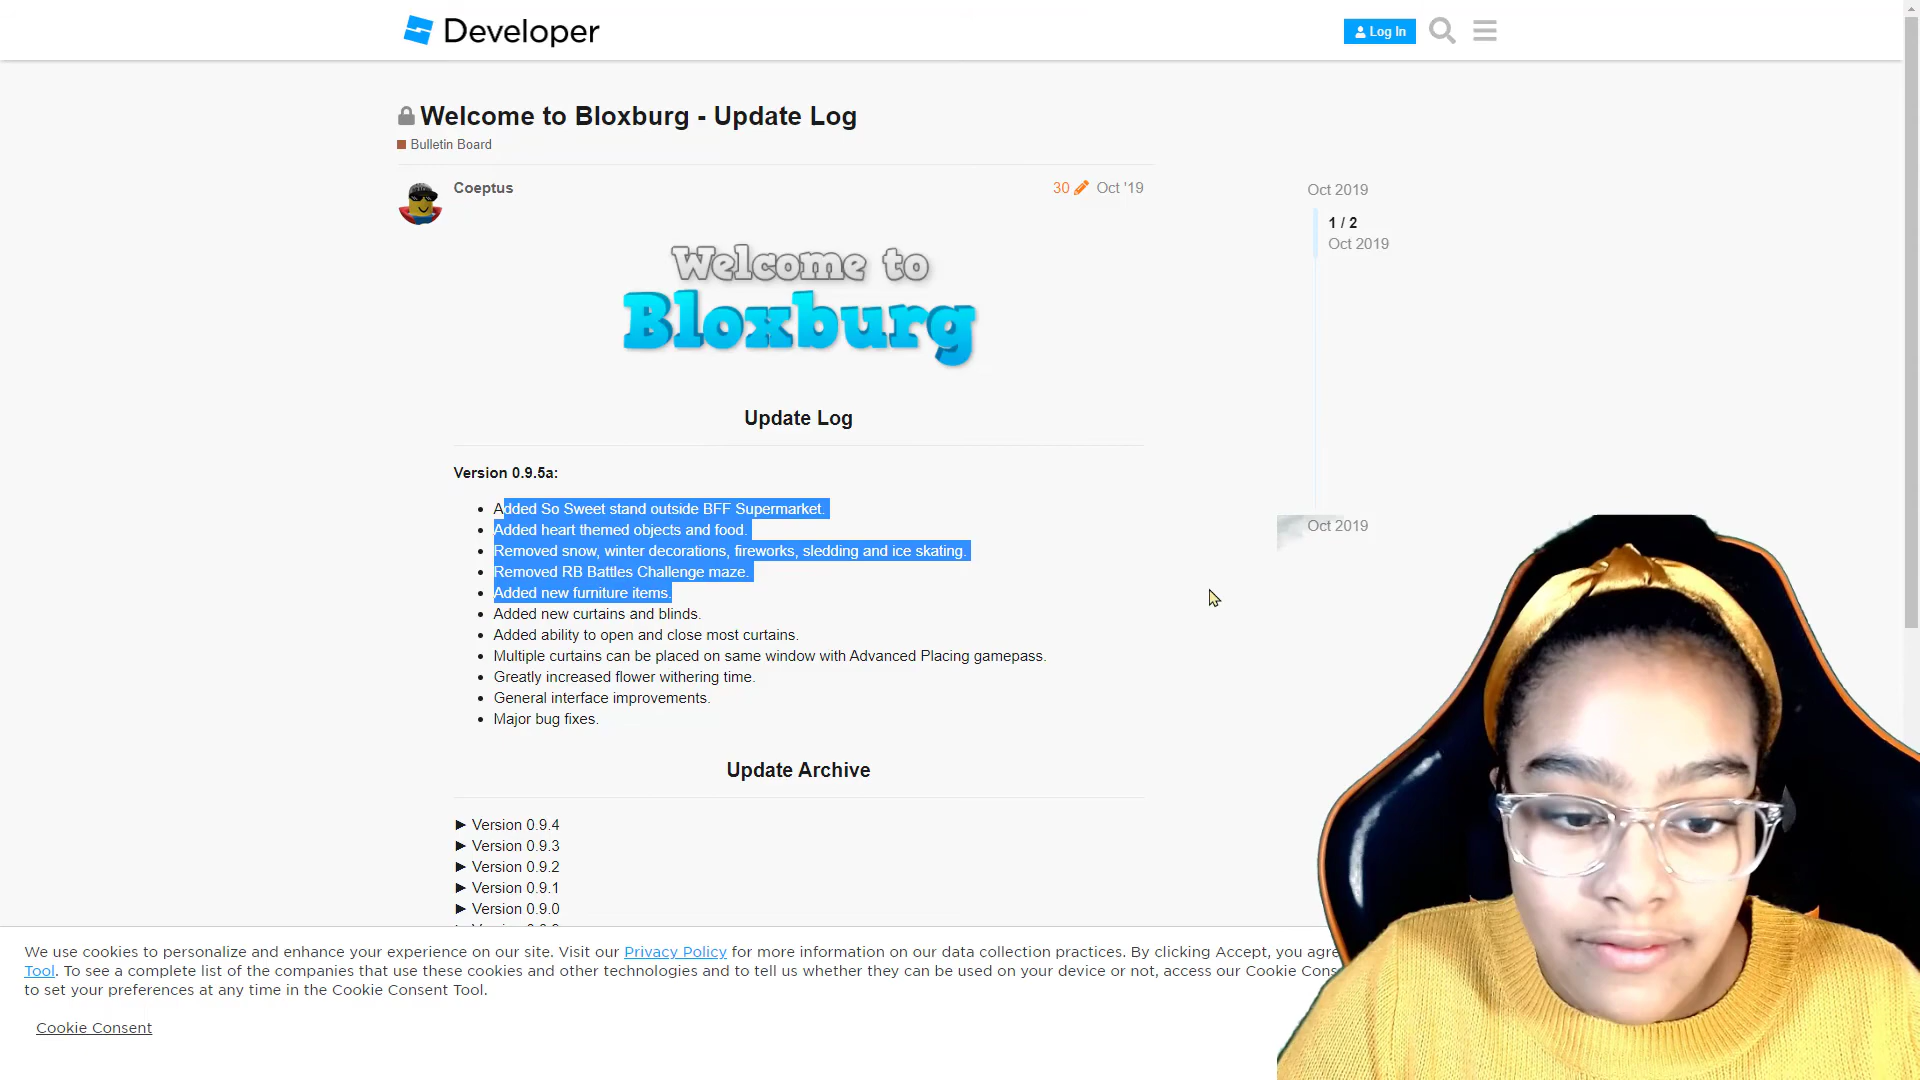 Developer
Log In
Welcome to Bloxburg - Update Log
Bulletin Board
Coeptus
30
Oct '19
Oct 2019
1 / 2
Oct 2019
Welcome to
Bloxburg
Update Log
Version 0.9.5a:
Added So Sweet stand outside BFF Supermarket.
Added heart themed objects and food.
Oct 2019
Removed snow, winter decorations, fireworks, sledding and ice skating.
Removed RB Battles Challenge maze.
Added new furniture items.
Added new curtains and blinds.
Added ability to open and close most curtains.
Multiple curtains can be placed on same window with Advanced Placing gamepass.
Greatly increased flower withering time.
General interface improvements.
Major bug fixes.
Update Archive
Version 0.9.4
Version 0.9.3
Version 0.9.2
Version 0.9.1
Version 0.9.0
We use cookies to personalize and enhance your experience on our site. Visit our Privacy Policy for more information on our data collection practices. By clicking Accept, you agre
Tool. To see a complete list of the companies that use these cookies and other technologies and to tell us whether they can be used on your device or not, access our Cookie Cons
to set your preferences at any time in the Cookie Consent Tool.
Cookie Consent